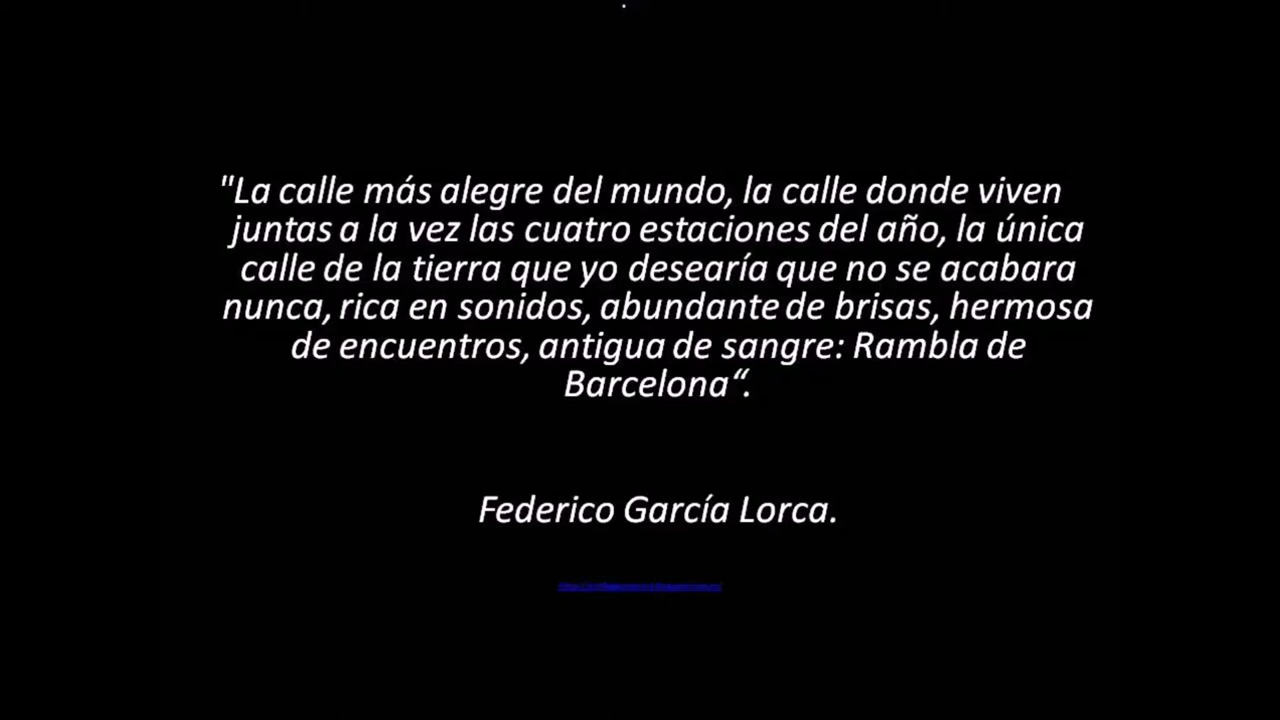 "La calle más alegre del mundo, la calle donde viven
juntas a la vez las cuatro estaciones del año, la única
calle de la tierra que yo desearía que no se acabara
nunca, rica en sonidos, abundante de brisas, hermosa
de encuentros, antigua de sangre: Rambla de
Barcelona“.
Federico García Lorca.